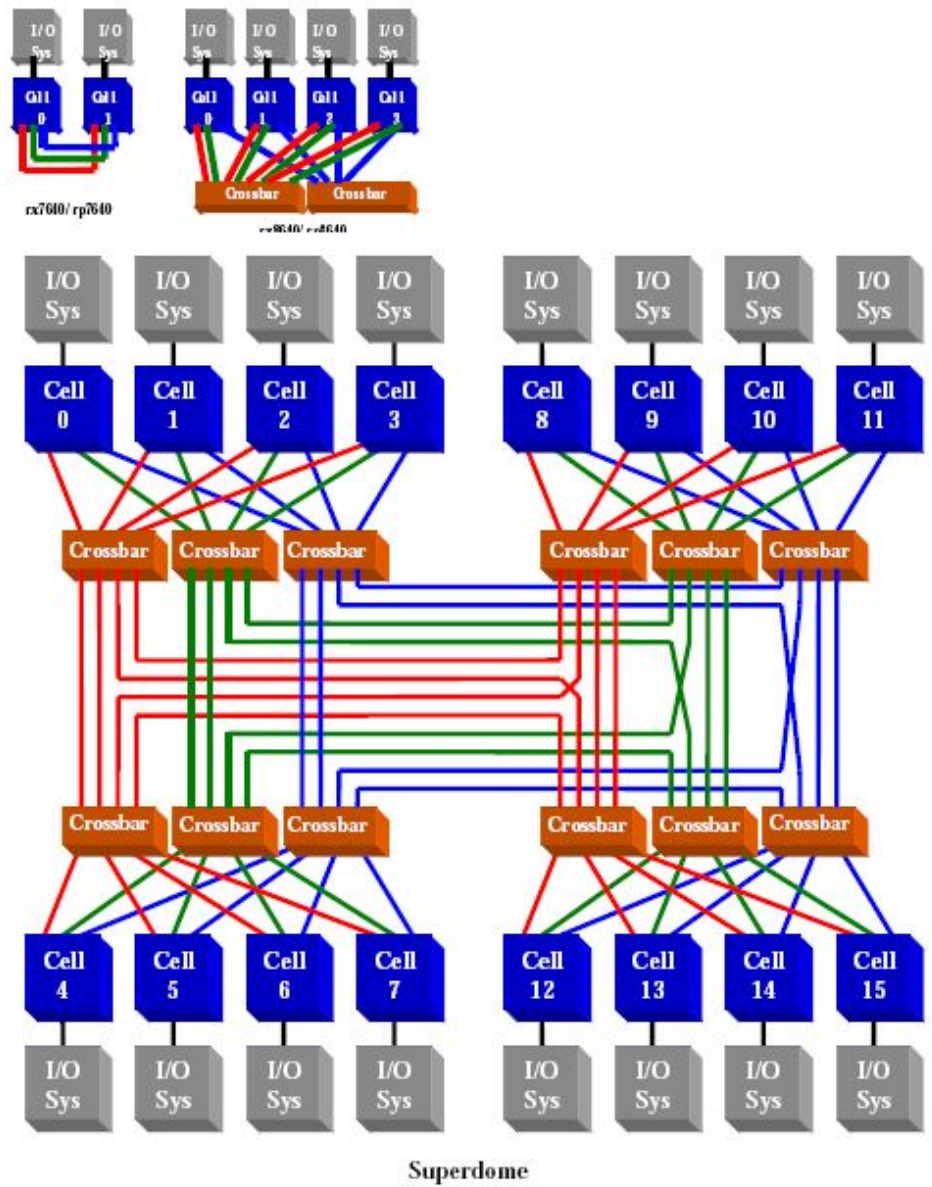 I/O
Sys
I/O
Sys
I/O
Sys
I/O
Sys
I/O
Sys
I/O
Sys
Cell
0
Cell
1
Cell
0
Cell
1
Cell
2
Cell
3
Crossbar
Crossbar
rx7640/ rp7640
rx8640/ rp8640
I/O
Sys
I/O
Sys
I/O
Sys
I/O
Sys
I/O
Sys
I/O
Sys
I/O
Sys
I/O
Sys
Cell
0
Cell
1
Cell
2
Cell
3
Cell
8
Cell
9
Cell
10
Cell
11
Crossbar
Crossbar
Crossbar
Crossbar
Crossbar
Crossbar
Crossbar
Crossbar
Crossbar
Crossbar
Crossbar
Crossbar
Cell
4
Cell
5
Cell
6
Cell
7
Cell
12
Cell
13
Cell
14
Cell
15
I/O
Sys
I/O
Sys
I/O
Sys
I/O
Sys
I/O
Sys
I/O
Sys
I/O
Sys
I/O
Sys
Superdome